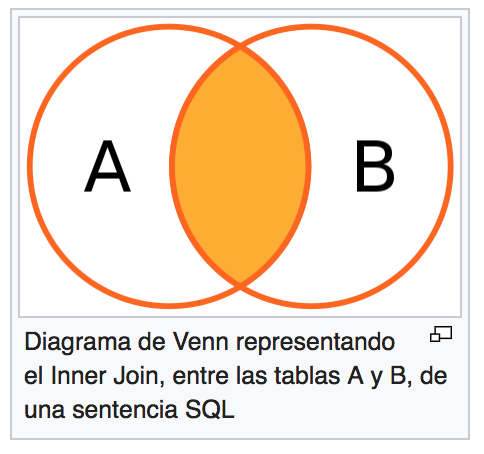 A B
Diagrama de Venn representando
el Inner Join, entre las tablas A y B, de
una sentencia SQL